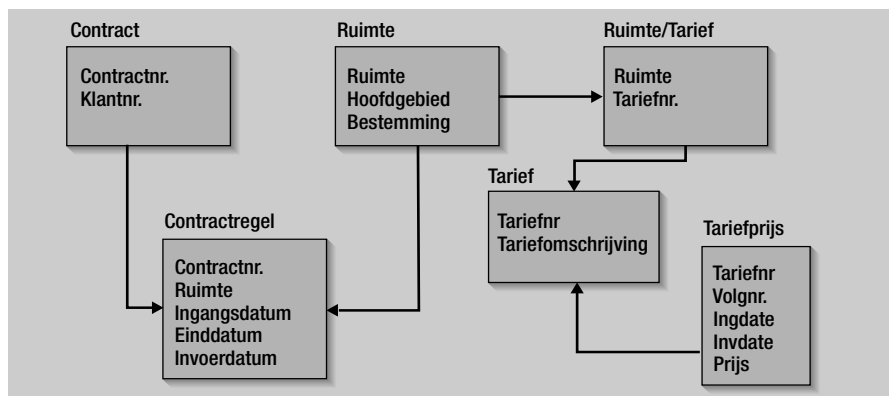 Contract
Contractnr.
Klantnr.
Ruimte
Ruimte
Hoofdgebied
Bestemming
Ruimte/Tarief
Ruimte
Tariefnr.
Contractregel
Contractnr.
Ruimte
Ingangsdatum
Einddatum
Invoerdatum
Tarief
Tariefnr
Tariefomschrijving
Tariefprijs
Tariefnr
Volgnr.
Ingdate
Invdate
Prijs